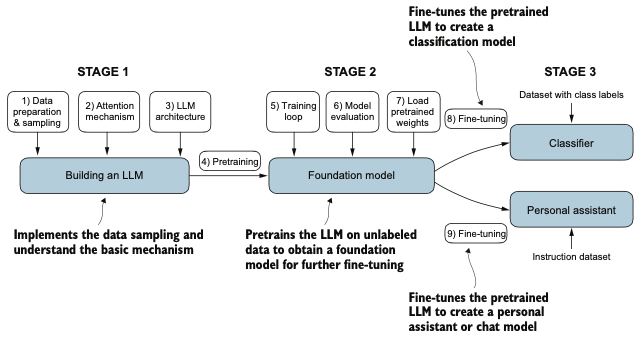 Fine-tunes the pretrained
LLM to create a
classification model
STAGE 1
STAGE 2
STAGE 3
1) Data
preparation
& sampling
2) Attention
mechanism
3) LLM
architecture
5) Training
loop
6) Model
evaluation
7) Load
pretrained
weights
Dataset with class labels
8) Fine-tuning
Classifier
4) Pretraining
Building an LLM
Foundation model
Personal assistant
9) Fine-tuning
Instruction dataset
Implements the data sampling and
understand the basic mechanism
Pretrains the LLM on unlabeled
data to obtain a foundation
model for further fine-tuning
Fine-tunes the pretrained
LLM to create a personal
assistant or chat model